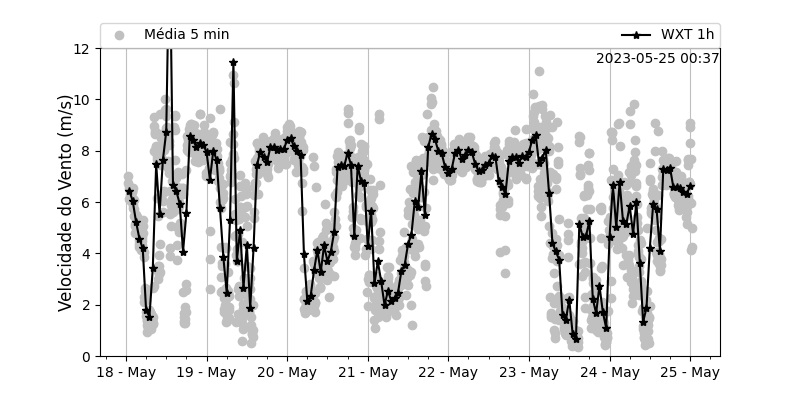 Média 5 min
WXT 1h
2023-05-25 00:37
Velocidade do Vento (m/s)
12
10
8
6
4
2
0
18 - May 19 - May 20 - May 21 - May 22 - May 23 - May 24 - May 25 - May